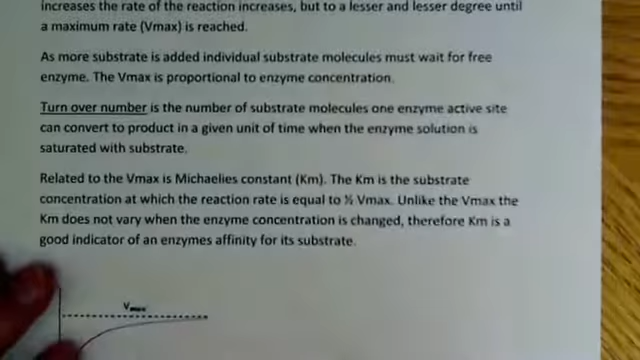 increases the rate of the reaction increases, but to a lesser and lesser degree until
a maximum rate (Vmax) is reached.
As more substrate is added individual substrate molecules must wait for free
enzyme. The Vmax is proportional to enzyme concentration.
Turn over number is the number of substrate molecules one enzyme active site
can convert to product in a given unit of time when the enzyme solution is
saturated with substrate.
Related to the Vmax is Michaelies constant (Km). The Km is the substrate
concentration at which the reaction rate is equal to ½ Vmax. Unlike the Vmax the
Km does not vary when the enzyme concentration is changed, therefore Km is a
good indicator of an enzymes affinity for its substrate.
Vmax